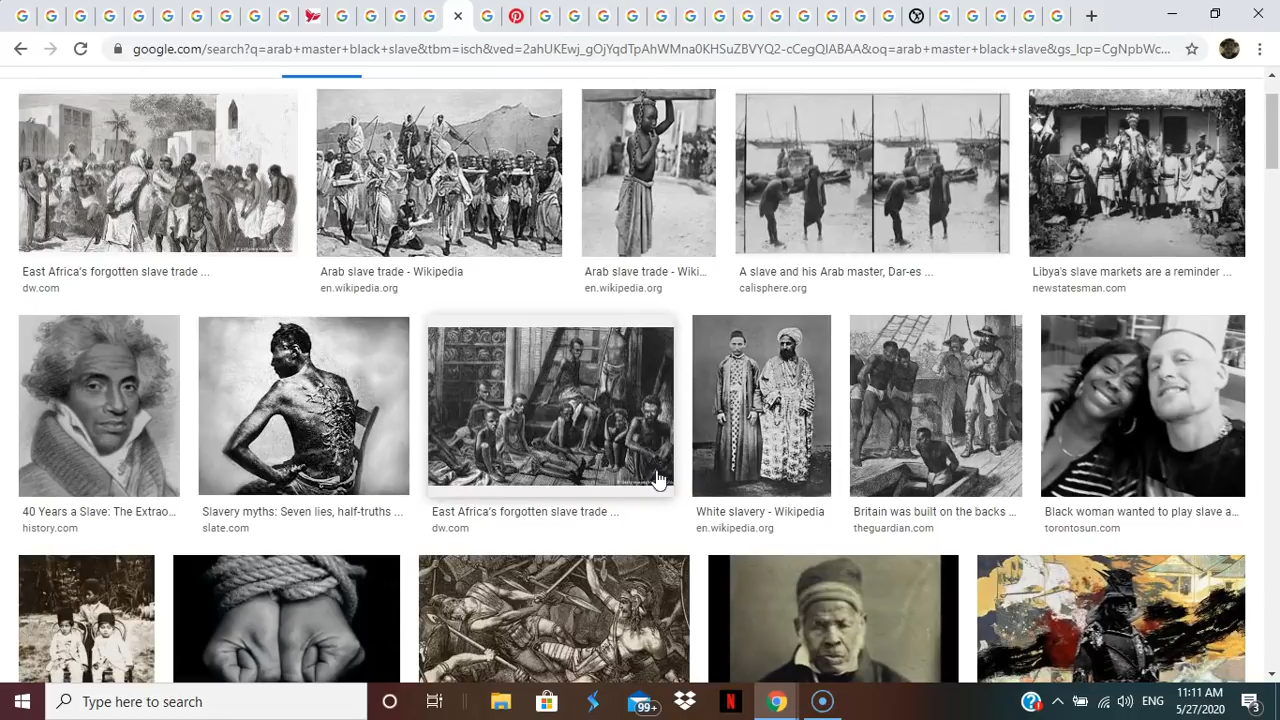 google.com/search?q=arab+master+black+slave&tbm=isch&ved=2ahUKEwj_gOjYqdTpAhWMna0KHSuZBVYQ2-cCegQIABAA&oq=arab+master+black+slave&gs_lcp=CgNpbWc...
East Africa's forgotten slave trade ...
dw.com
Arab slave trade - Wikipedia
en.wikipedia.org
Arab slave trade - Wiki...
en.wikipedia.org
A slave and his Arab master, Dar-es ...
calisphere.org
Libya's slave markets are a reminder ...
newstatesman.com
40 Years a Slave: The Extrao...
history.com
Slavery myths: Seven lies, half-truths ...
slate.com
East Africa's forgotten slave trade ...
dw.com
White slavery - Wikipedia
en.wikipedia.org
Britain was built on the backs ...
theguardian.com
Black woman wanted to play slave a...
torontosun.com
Type here to search
99+
N
ENG
11:11 AM
5/27/2020
3